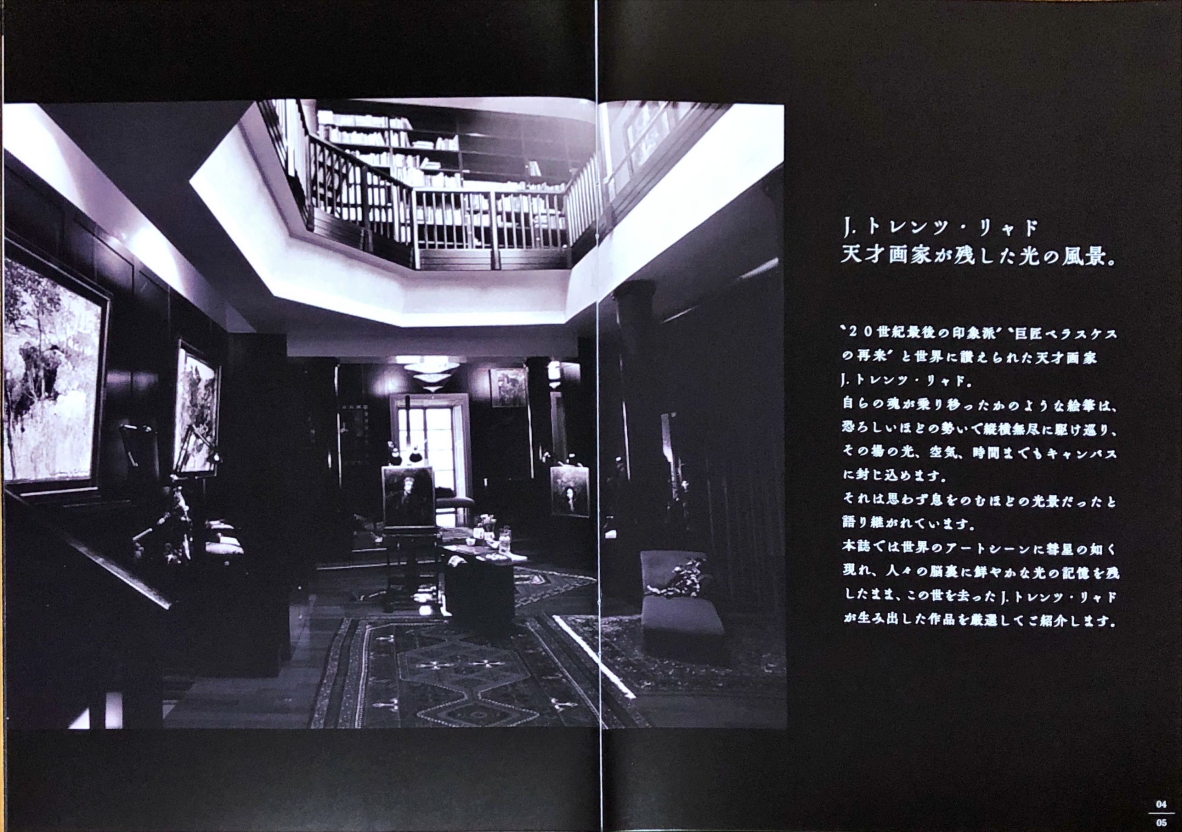 J. トレンツ・リャド
天才画家が残した光の風景。
〝20世紀最後の印象派〞〝巨匠ベラスケス
の再来〞と世界に讃えられた天才画家
J. トレンツ・リャド。
自らの魂が乗り移ったかのような絵筆は、
恐ろしいほどの勢いで縦横無尽に駆け巡り、
その場の光、空気、時間までもキャンバス
に封じ込めます。
それは思わず息をのむほどの光景だったと
語り継がれています。
本誌では世界のアートシーンに彗星の如く
現れ、人々の脳裏に鮮やかな光の記憶を残
したまま、この世を去ったJ. トレンツ・リャド
が生み出した作品を厳選してご紹介します。
04
05